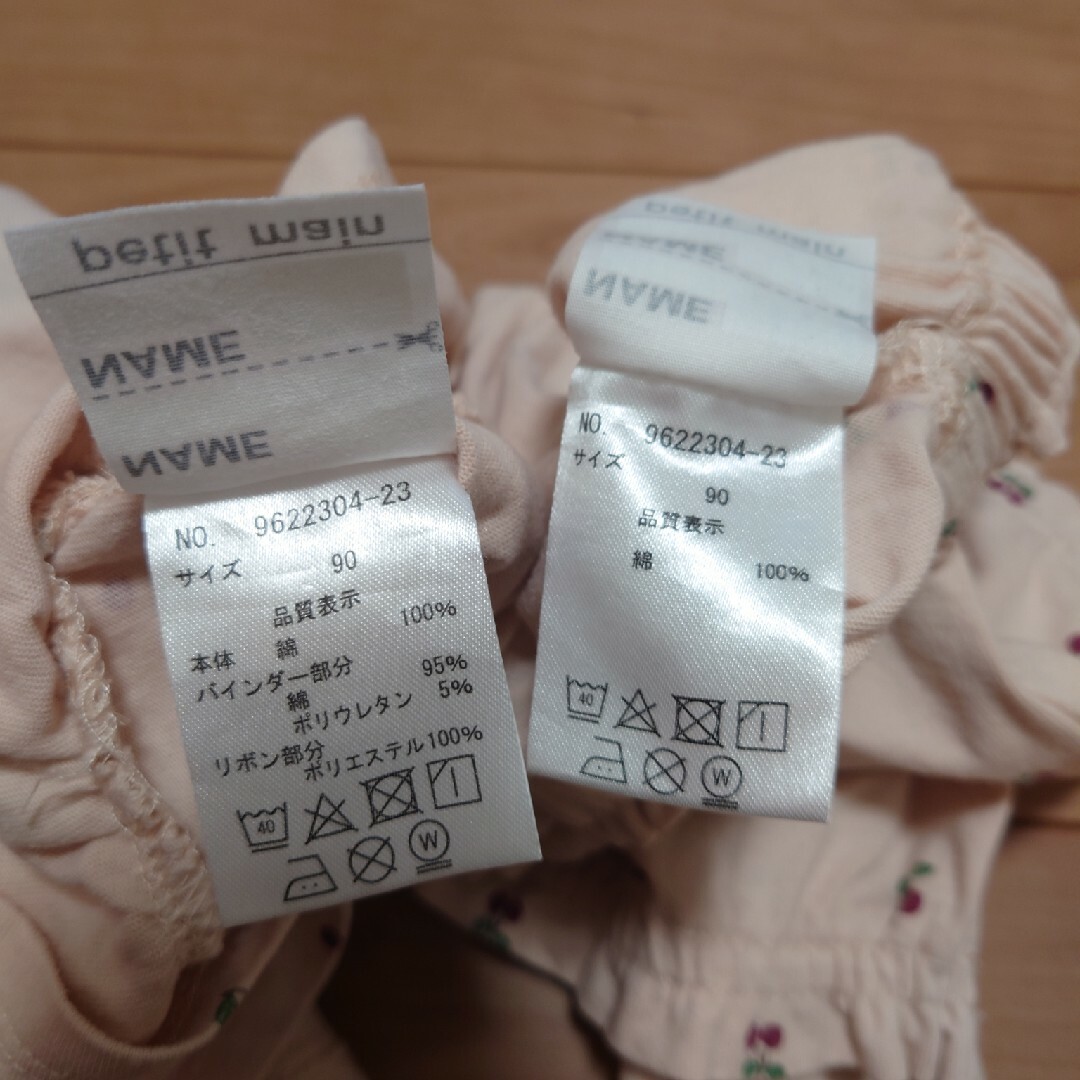 petit main
NAME
NAME
NO. 9622304-23
サイズ 90
品質表示
本体 綿 100%
バインダー部分
綿 95%
ポリウレタン 5%
リボン部分
ポリエステル100%
40
W
petit main
NAME
NAME
NO. 9622304-23
サイズ
90
品質表示
綿 100%
40
W